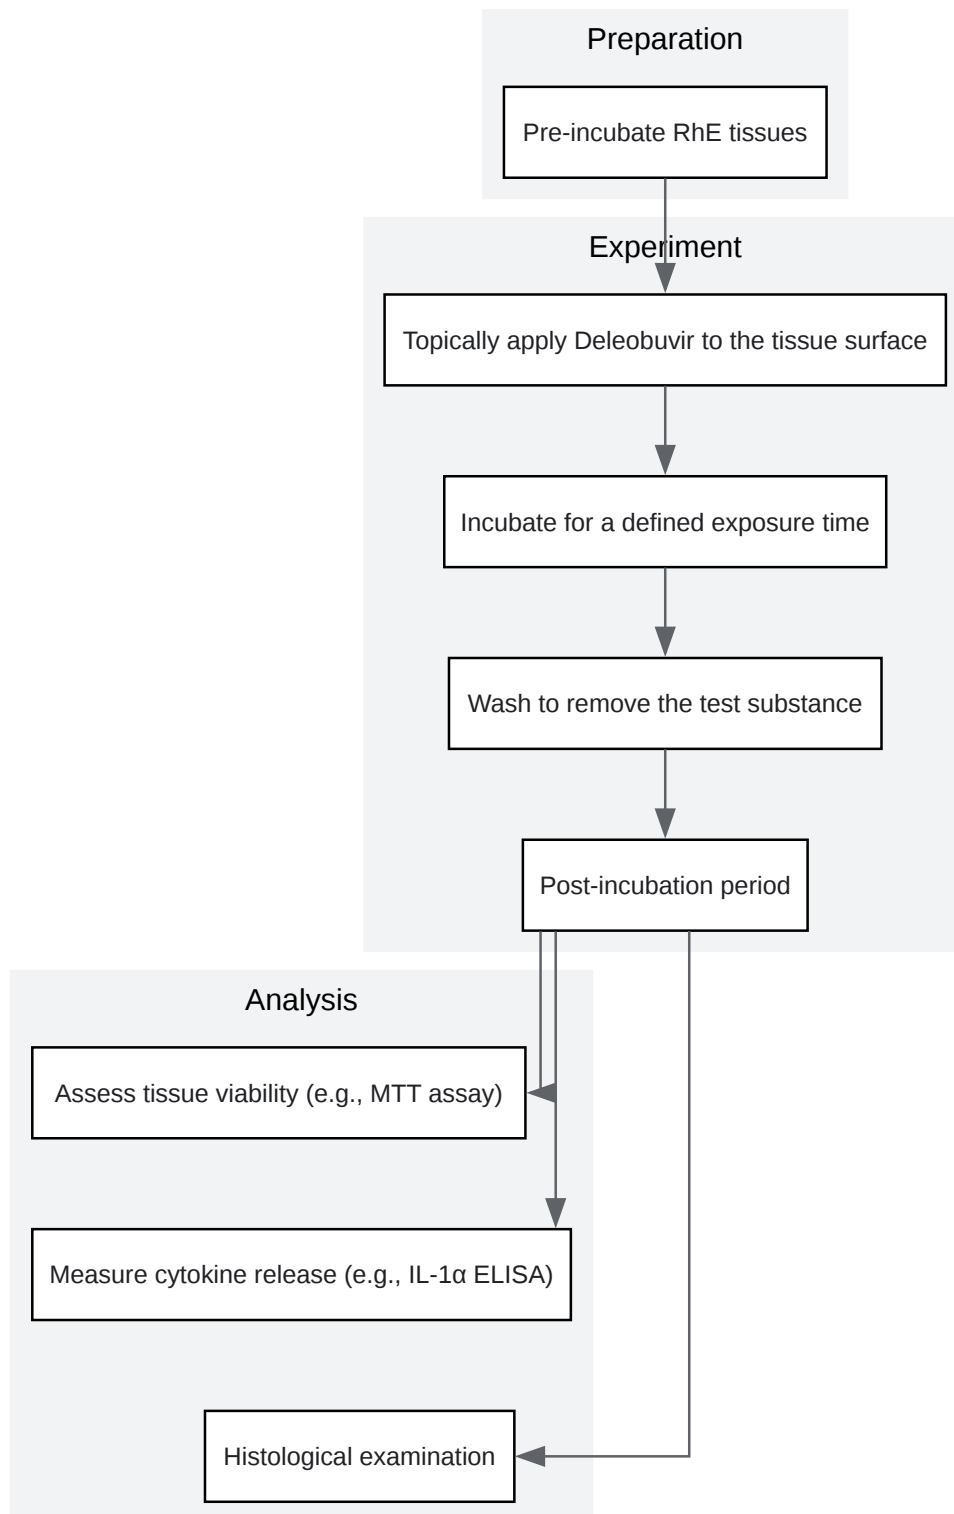 Preparation
Pre-incubate RhE tissues
Experiment
Topically apply Deleobuvir to the tissue surface
Incubate for a defined exposure time
Wash to remove the test substance
Post-incubation period
Analysis
Assess tissue viability (e.g., MTT assay)
Measure cytokine release (e.g., IL-1α ELISA)
Histological examination